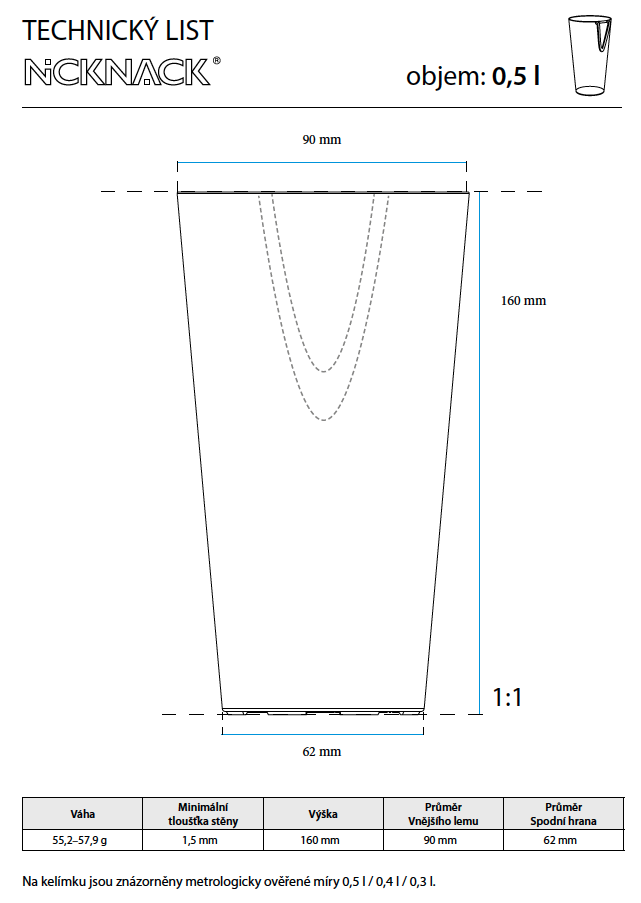 TECHNICKÝ LIST
NiCKNACK®
objem: 0,5 l
90 mm
160 mm
1:1
62 mm
Váha Minimální tloušťka stěny Výška Průměr Vnějšího lemu Průměr Spodní hrana
55,2–57,9 g 1,5 mm 160 mm 90 mm 62 mm
Na kelímku jsou znázorněny metrologicky ověřené míry 0,5 l / 0,4 l / 0,3 l.